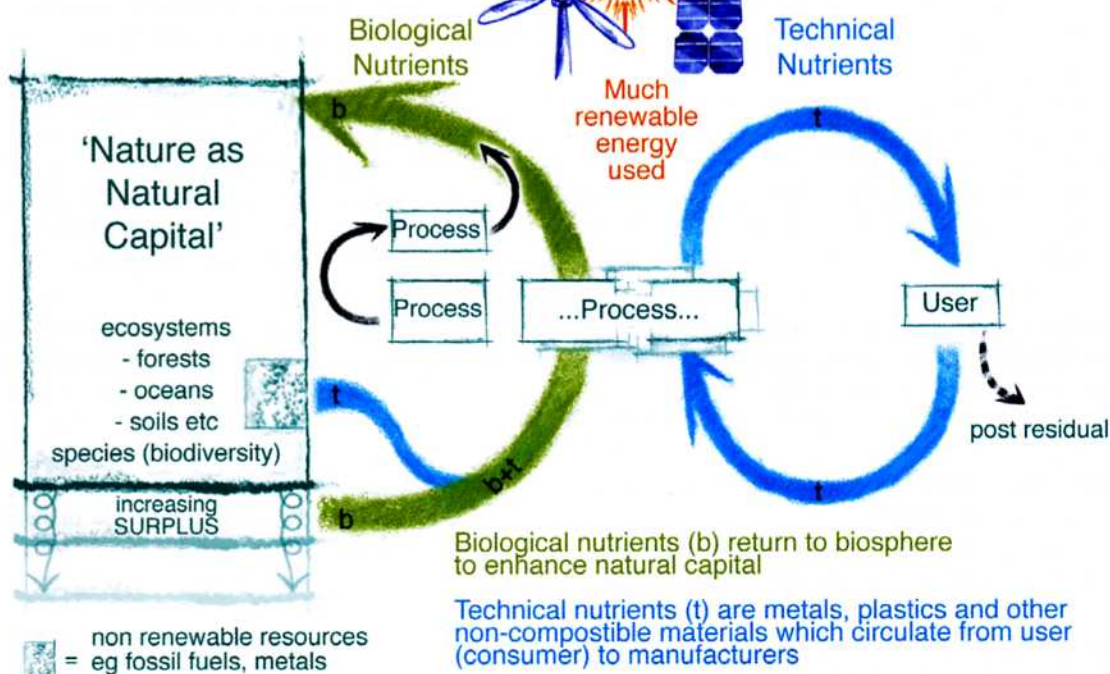 Biological
Nutrients
Technical
Nutrients
Much
renewable
energy
used
b
t
'Nature as
Natural
Capital'
Process
Process
...Process...
User
ecosystems
- forests
- oceans
- soils etc
species (biodiversity)
t
post residual
increasing
SURPLUS
b
b+t
t
Biological nutrients (b) return to biosphere
to enhance natural capital
Technical nutrients (t) are metals, plastics and other
non-compostible materials which circulate from user
(consumer) to manufacturers
non renewable resources
= eg fossil fuels, metals